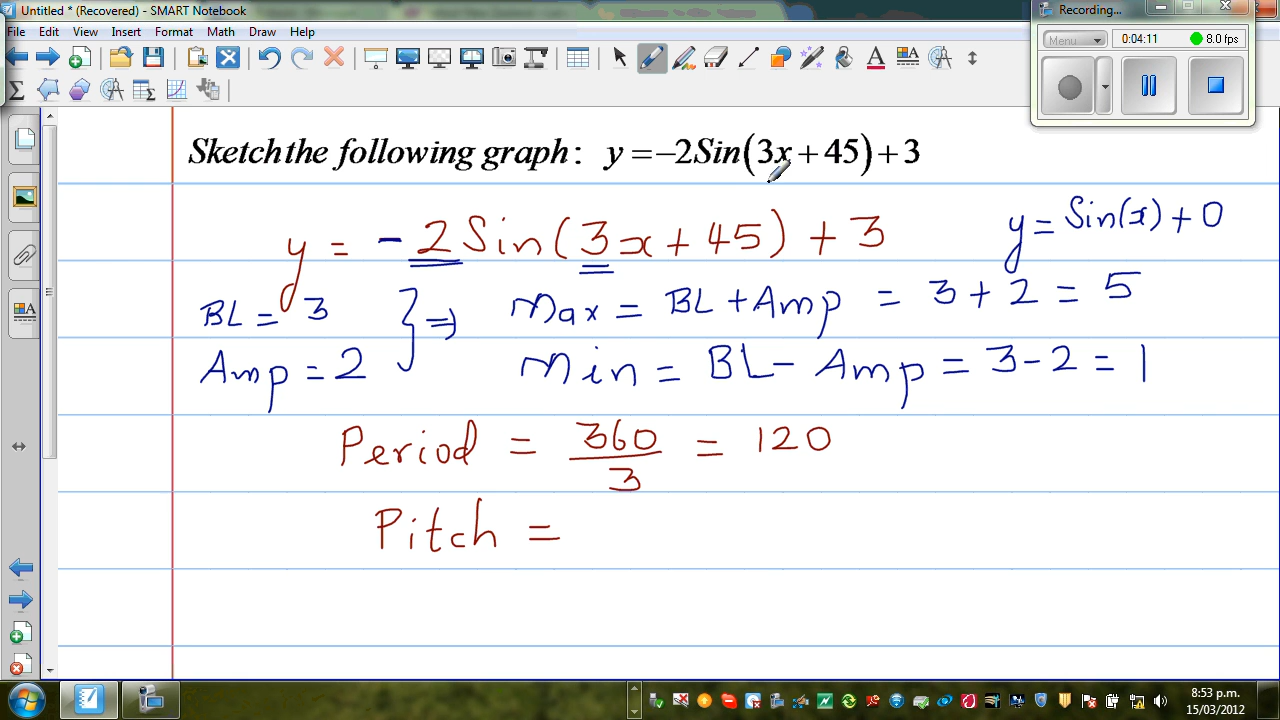 Untitled * (Recovered) - SMART Notebook
Recording...
File Edit View Insert Format Math Draw Help
Menu 0:04:11 8.0 fps
Sketch the following graph: y = −2Sin(3x + 45) + 3
y = -2Sin(3x + 45) + 3
y = Sin(x) + 0
BL = 3 } ⇒ Max = BL + Amp = 3 + 2 = 5
Amp = 2 Min = BL - Amp = 3 - 2 = 1
Period = 360/3 = 120
Pitch =
8:53 p.m.
15/03/2012